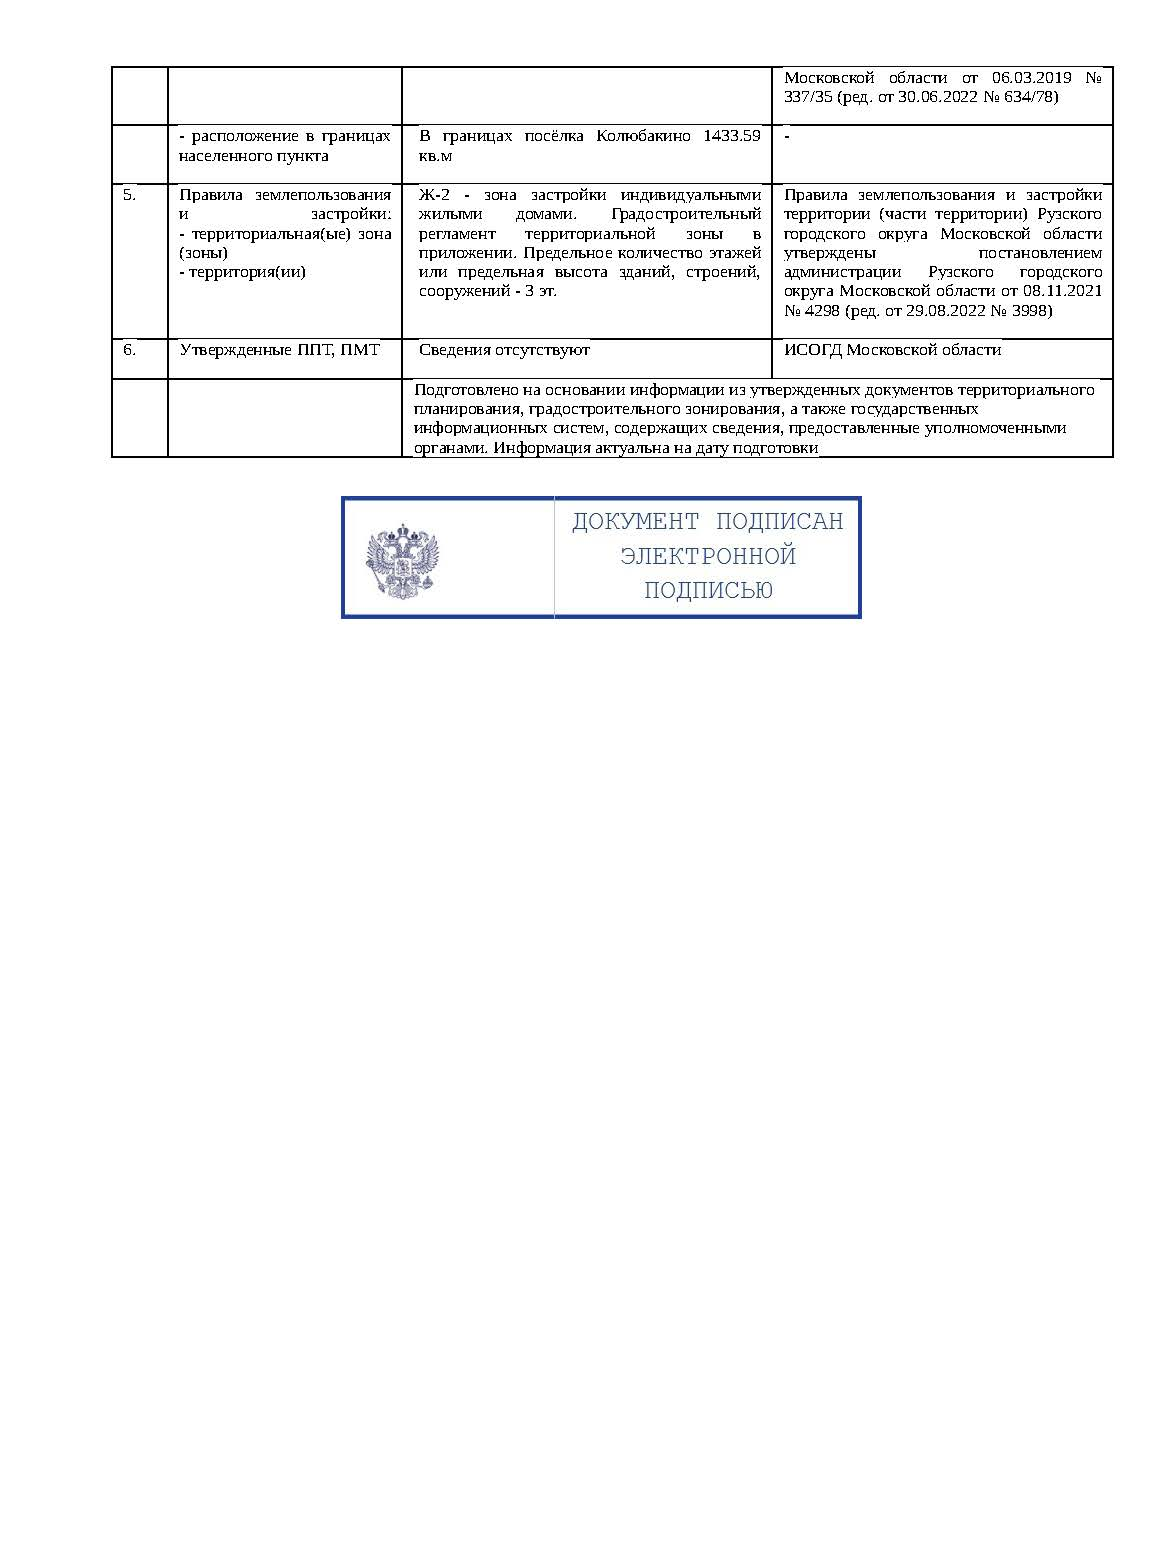 Московской области от 06.03.2019 №
337/35 (ред. от 30.06.2022 № 634/78)
- расположение в границах
населенного пункта
В границах посёлка Колюбакино 1433.59
кв.м
-
5.
Правила землепользования
и застройки:
- территориальная(ые) зона
(зоны)
- территория(ии)
Ж-2 - зона застройки индивидуальными
жилыми домами. Градостроительный
регламент территориальной зоны в
приложении. Предельное количество этажей
или предельная высота зданий, строений,
сооружений - 3 эт.
Правила землепользования и застройки
территории (части территории) Рузского
городского округа Московской области
утверждены постановлением
администрации Рузского городского
округа Московской области от 08.11.2021
№ 4298 (ред. от 29.08.2022 № 3998)
6.
Утвержденные ППТ, ПМТ
Сведения отсутствуют
ИСОГД Московской области
Подготовлено на основании информации из утвержденных документов территориального
планирования, градостроительного зонирования, а также государственных
информационных систем, содержащих сведения, предоставленные уполномоченными
органами. Информация актуальна на дату подготовки
ДОКУМЕНТ ПОДПИСАН
ЭЛЕКТРОННОЙ
ПОДПИСЬЮ